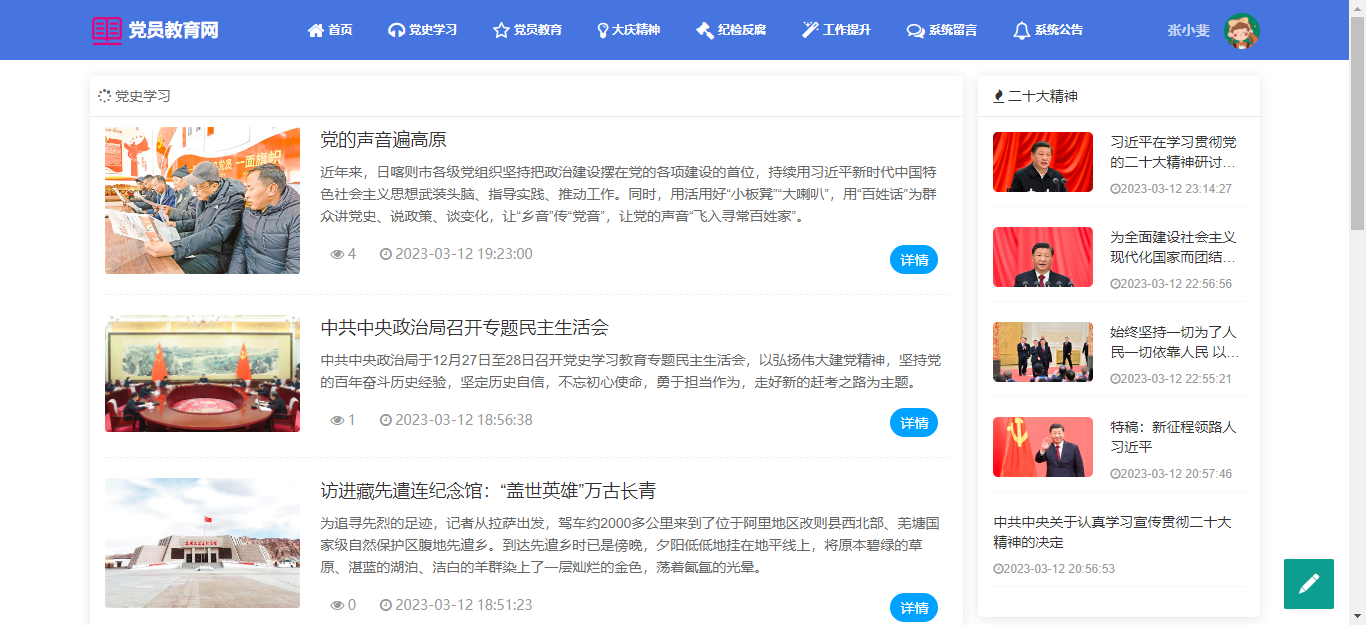 党员教育网
首页
党史学习
党员教育
大庆精神
纪检反腐
工作提升
系统留言
系统公告
张小斐
党史学习
党的声音遍高原
近年来，日喀则市各级党组织坚持把政治建设摆在党的各项建设的首位，持续用习近平新时代中国特
色社会主义思想武装头脑、指导实践、推动工作。同时，用活用好“小板凳”“大喇叭”，用“百姓话”为群
众讲党史、说政策、谈变化，让“乡音”传“党音”，让党的声音“飞入寻常百姓家”。
4
2023-03-12 19:23:00
详情
中共中央政治局召开专题民主生活会
中共中央政治局于12月27日至28日召开党史学习教育专题民主生活会，以弘扬伟大建党精神，坚持党
的百年奋斗历史经验，坚定历史自信，不忘初心使命，勇于担当作为，走好新的赶考之路为主题。
1
2023-03-12 18:56:38
详情
访进藏先遣连纪念馆：“盖世英雄”万古长青
为追寻先烈的足迹，记者从拉萨出发，驾车约2000多公里来到了位于阿里地区改则县西北部、羌塘国
家级自然保护区腹地先遣乡。到达先遣乡时已是傍晚，夕阳低低地挂在地平线上，将原本碧绿的草
原、湛蓝的湖泊、洁白的羊群染上了一层灿烂的金色，荡着氤氲的光晕。
0
2023-03-12 18:51:23
详情
二十大精神
习近平在学习贯彻党
的二十大精神研讨…
2023-03-12 23:14:27
为全面建设社会主义
现代化国家而团结…
2023-03-12 22:56:56
始终坚持一切为了人
民一切依靠人民 以…
2023-03-12 22:55:21
特稿：新征程领路人
习近平
2023-03-12 20:57:46
中共中央关于认真学习宣传贯彻二十大
精神的决定
2023-03-12 20:56:53